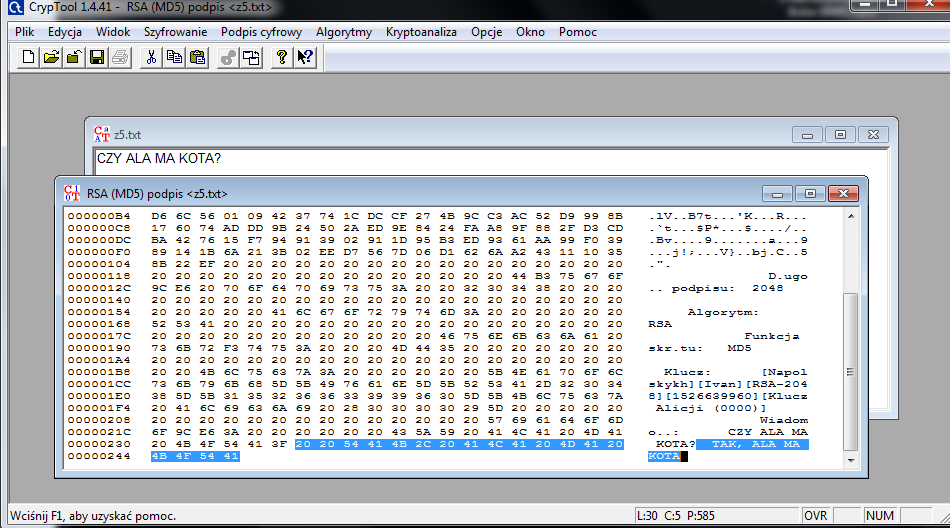 CrypTool 1.4.41 - RSA (MD5) podpis <z5.txt>
Plik Edycja Widok Szyfrowanie Podpis cyfrowy Algorytmy Kryptoanaliza Opcje Okno Pomoc
z5.txt
CZY ALA MA KOTA?
RSA (MD5) podpis <z5.txt>
000000B4 D6 6C 56 01 09 42 37 74 1C DC CF 27 4B 9C C3 AC 52 D9 99 8B .lV..B7t...'K...R...
000000C8 17 60 74 AD DD 9B 24 50 2A ED 9E 84 24 FA A8 9F 88 2F D3 CD .`t...$P*...$..../..
000000DC BA 42 76 15 F7 94 91 39 02 91 1D 95 B3 ED 93 61 AA 99 F0 39 .Bv....9.......a...9
000000F0 89 14 1B 6A 21 3B 02 EE D7 56 7D 06 D1 62 6A A2 43 11 10 35 ...j!;...V}..bj.C..5
00000104 8B 22 EF 20 20 20 20 20 20 20 20 20 20 20 20 20 20 20 20 20 .".
00000118 20 20 20 20 20 20 20 20 20 20 20 20 20 20 20 44 B3 75 67 6F D.ugo
0000012C 9C E6 20 70 6F 64 70 69 73 75 3A 20 20 32 30 34 38 20 20 20 .. podpisu: 2048
00000140 20 20 20 20 20 20 20 20 20 20 20 20 20 20 20 20 20 20 20 20
00000154 20 20 20 20 20 20 41 6C 67 6F 72 79 74 6D 3A 20 20 20 20 20 Algorytm:
00000168 52 53 41 20 20 20 20 20 20 20 20 20 20 20 20 20 20 20 20 20 RSA
0000017C 20 20 20 20 20 20 20 20 20 20 20 20 46 75 6E 6B 63 6A 61 20 Funkcja
00000190 73 6B 72 F3 74 75 3A 20 20 20 4D 44 35 20 20 20 20 20 20 20 skr.tu: MD5
000001A4 20 20 20 20 20 20 20 20 20 20 20 20 20 20 20 20 20 20 20 20
000001B8 20 20 4B 6C 75 63 7A 3A 20 20 20 20 20 20 20 5B 4E 61 70 6F 6C Klucz: [Napol
000001CC 73 6B 79 6B 68 5D 5B 49 76 61 6E 5D 5B 52 53 41 2D 32 30 34 skykh][Ivan][RSA-204
000001E0 38 5D 5B 31 35 32 36 36 33 39 39 36 30 5D 5B 4B 6C 75 63 7A 8][1526639960][Klucz
000001F4 20 41 6C 69 63 6A 69 20 28 30 30 30 30 29 5D 20 20 20 20 20 Alicji (0000)]
00000208 20 20 20 20 20 20 20 20 20 20 20 20 20 20 57 69 61 64 6F 6D Wiadom
0000021C 6F 9C E6 3A 20 20 20 20 20 20 43 5A 59 20 41 4C 41 20 4D 41 o..: CZY ALA MA
00000230 20 4B 4F 54 41 3F 20 20 54 41 4B 2C 20 41 4C 41 20 4D 41 20 KOTA? TAK, ALA MA
00000244 4B 4F 54 41 KOTA
Wciśnij F1, aby uzyskać pomoc. L:30 C:5 P:585 OVR NUM